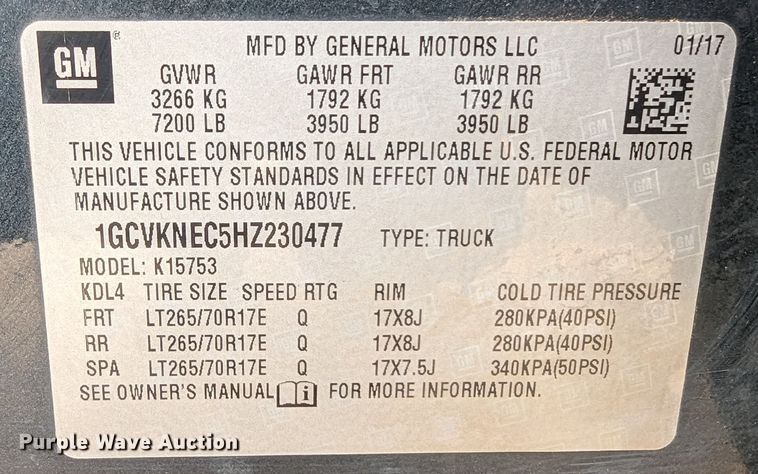 GM ®
MFD BY GENERAL MOTORS LLC 01/17
GVWR GAWR FRT GAWR RR
3266 KG 1792 KG 1792 KG
7200 LB 3950 LB 3950 LB
THIS VEHICLE CONFORMS TO ALL APPLICABLE U.S. FEDERAL MOTOR
VEHICLE SAFETY STANDARDS IN EFFECT ON THE DATE OF
MANUFACTURE SHOWN ABOVE.
1GCVKNEC5HZ230477 TYPE: TRUCK
MODEL: K15753
KDL4 TIRE SIZE SPEED RTG RIM COLD TIRE PRESSURE
FRT LT265/70R17E Q 17X8J 280KPA(40PSI)
RR LT265/70R17E Q 17X8J 280KPA(40PSI)
SPA LT265/70R17E Q 17X7.5J 340KPA(50PSI)
SEE OWNER'S MANUAL i FOR MORE INFORMATION.
Purple Wave Auction